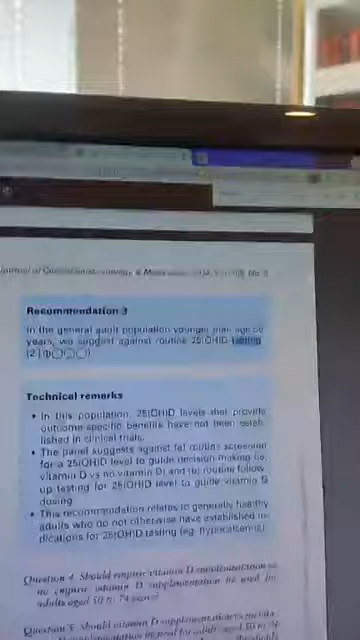 Recommendation 3
In the general adult population younger than age 50
years, we suggest against routine 25(OH)D testing
(2 | ⊕◯◯◯)
Technical remarks
• In this population, 25(OH)D levels that provide
outcome-specific benefits have not been estab-
lished in clinical trials.
• The panel suggests against (a) routine screening
for a 25(OH)D level to guide decision-making (ie,
vitamin D vs no vitamin D) and (b) routine follow-
up testing for 25(OH)D level to guide vitamin D
dosing.
• This recommendation relates to generally healthy
adults who do not otherwise have established in-
dications for 25(OH)D testing (eg, hypocalcemia).
Question 4. Should empiric vitamin D supplementation vs
no empiric vitamin D supplementation be used for
adults aged 50 to 74 years?
Question 5. Should vitamin D supplementation